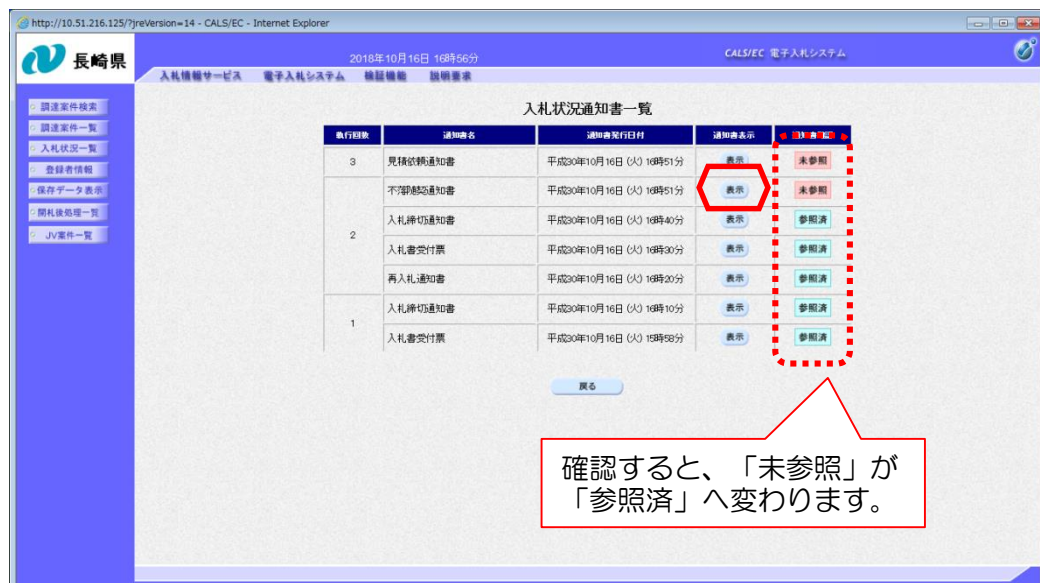 http://10.51.216.125/?jreVersion=14 - CALS/EC - Internet Explorer
長崎県
2018年10月16日 16時56分
CALS/EC 電子入札システム
入札情報サービス 電子入札システム 検証機能 説明要求
調達案件検索
調達案件一覧
入札状況一覧
登録者情報
保存データ表示
開札後処理一覧
JV案件一覧
入札状況通知書一覧
執行回数 通知書名 通知書発行日付 通知書表示
3 見積依頼通知書 平成30年10月16日 (火) 16時51分 表示 未参照
平成30年10月16日 (火) 16時51分 表示 未参照
2
入札締切通知書 平成30年10月16日 (火) 16時40分 表示 参照済
入札書受付票 平成30年10月16日 (火) 16時30分 表示 参照済
再入札通知書 平成30年10月16日 (火) 16時20分 表示 参照済
1
入札締切通知書 平成30年10月16日 (火) 16時10分 表示 参照済
入札書受付票 平成30年10月16日 (火) 15時58分 表示 参照済
戻る
確認すると、「未参照」が
「参照済」へ変わります。